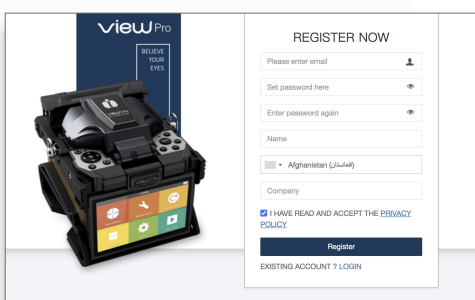 view Pro
BELIEVE
YOUR
EYES
REGISTER NOW
Please enter email
Set password here
Enter password again
Name
Afghanistan (‫افغانستان‬‎)
Company
I HAVE READ AND ACCEPT THE PRIVACY
POLICY
Register
EXISTING ACCOUNT ? LOGIN